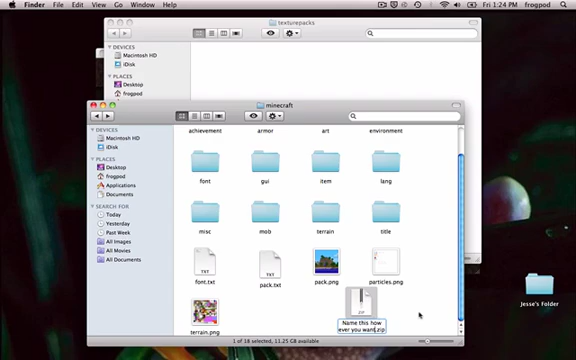 Finder File Edit View Go Window Help
Fri 1:24 PM frogpod
texturepacks
DEVICES
Macintosh HD
iDisk
PLACES
Desktop
frogpod
minecraft
DEVICES
Macintosh HD
iDisk
PLACES
Desktop
frogpod
Applications
Documents
SEARCH FOR
Today
Yesterday
Past Week
All Images
All Movies
All Documents
achievement armor art environment
font gui item lang
misc mob terrain title
TXT TXT
font.txt pack.txt pack.png particles.png
ZIP
terrain.png
Name this how
ever you want.zip
1 of 18 selected, 11.25 GB available
Jesse's Folder